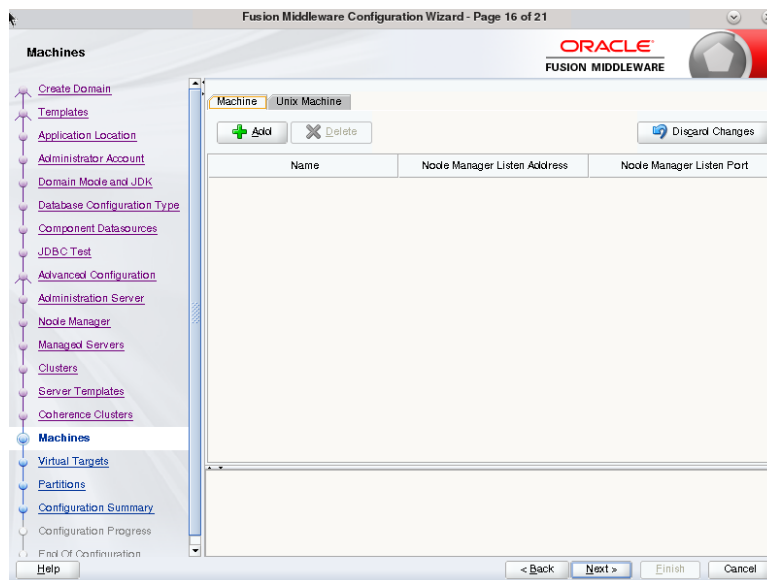 Fusion Middleware Configuration Wizard - Page 16 of 21
Machines
ORACLE
FUSION MIDDLEWARE
Create Domain
Templates
Application Location
Administrator Account
Domain Mode and JDK
Database Configuration Type
Component Datasources
JDBC Test
Advanced Configuration
Administration Server
Node Manager
Managed Servers
Clusters
Server Templates
Coherence Clusters
Machines
Virtual Targets
Partitions
Configuration Summary
Configuration Progress
End Of Configuration
Machine Unix Machine
Add Delete Discard Changes
Name Node Manager Listen Address Node Manager Listen Port
Help < Back Next > Finish Cancel